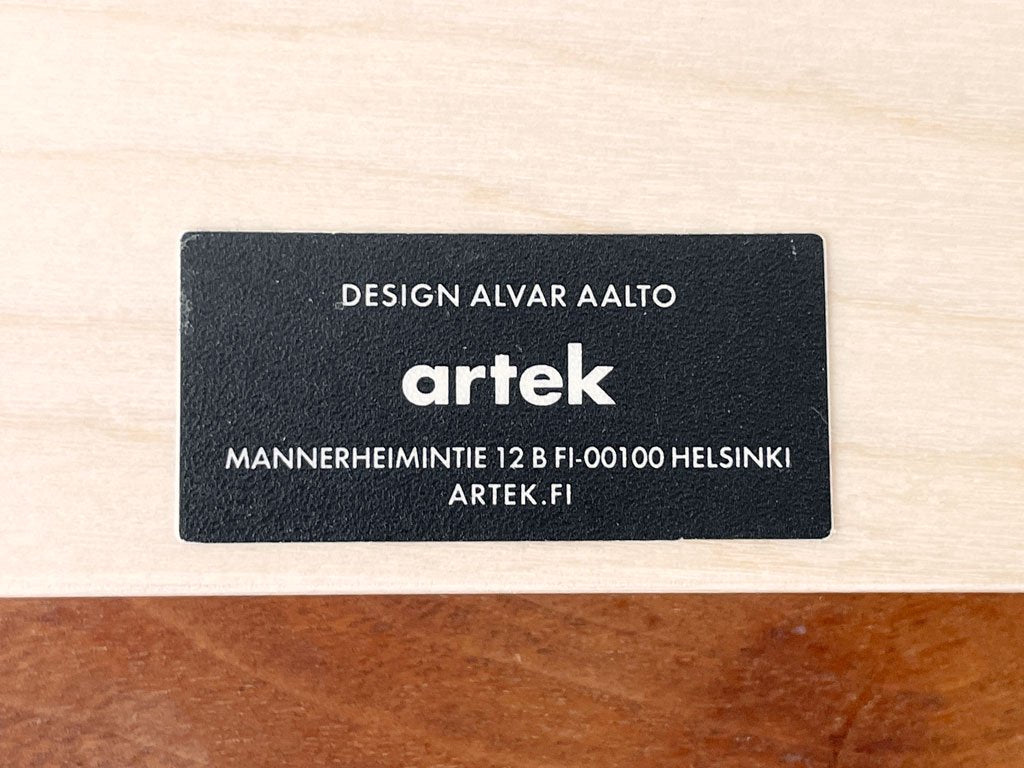 DESIGN ALVAR AALTO
artek
MANNERHEIMINTIE 12 B FI-00100 HELSINKI
ARTEK.FI